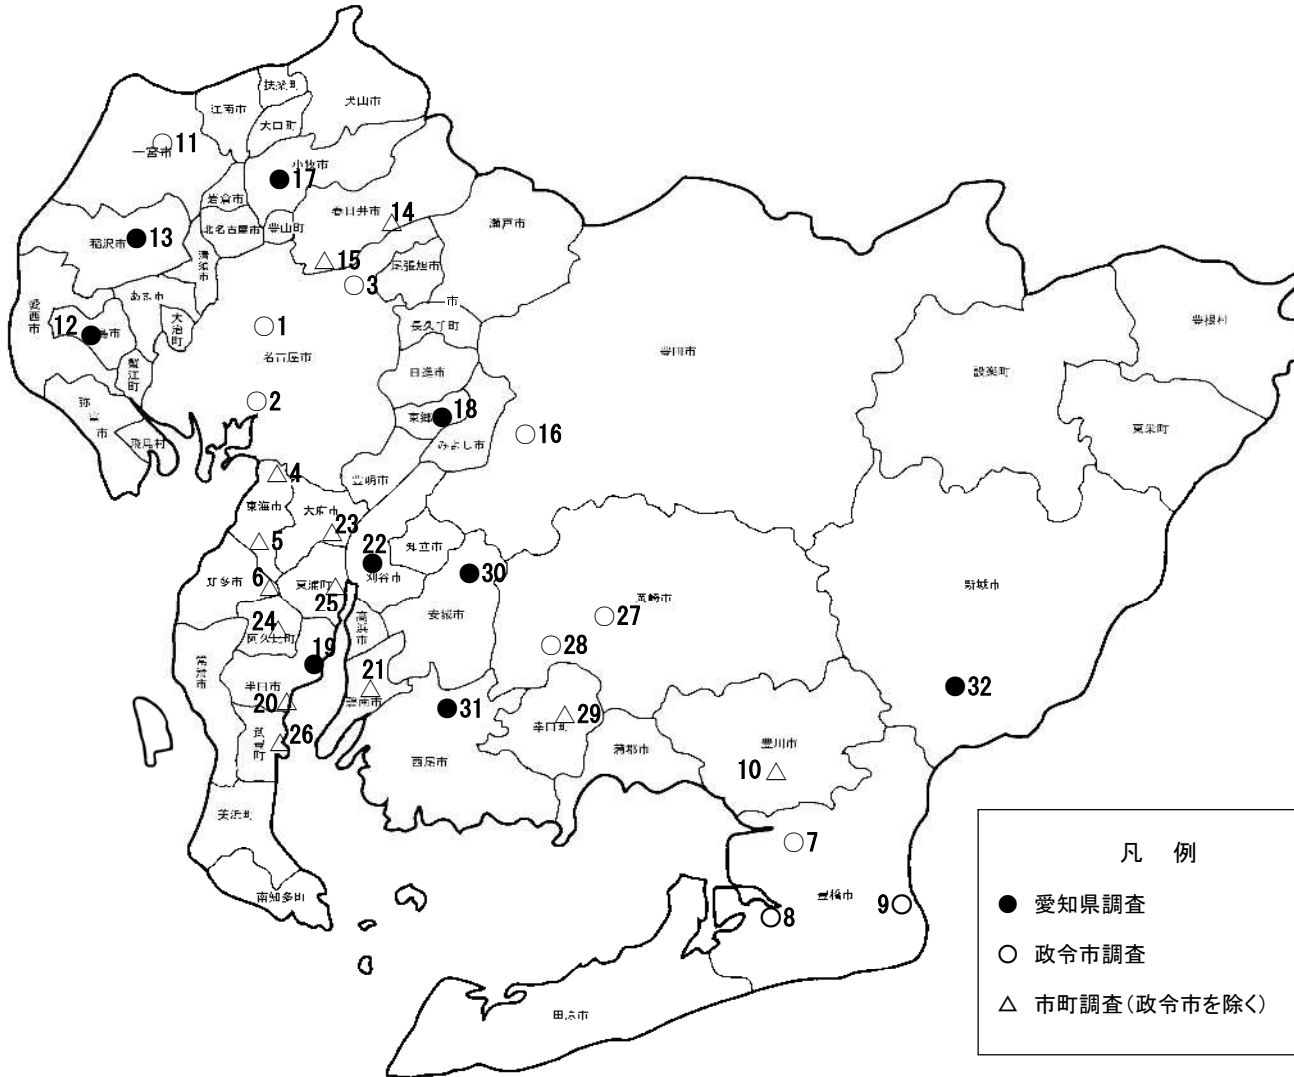 扶桑町
江南市
犬山市
大口町
11
一宮市
小牧市
17
岩倉市
春日井市
14
瀬戸市
北名古屋市
豊山町
稲沢市
13
清須市
15
尾張旭市
3
市
愛西市
あま市
大治町
長久手町
12
島市
1
名古屋市
豊田市
豊根村
設楽町
蟹江町
日進市
弥富市
2
東郷
18
みよし市
16
東栄町
飛島村
4
豊明市
東海市
大府市
23
22
知立市
5
刈谷市
30
知多市
6
東浦町
25
新城市
岡崎市
27
安城市
高浜市
24
阿久比町
19
28
常滑市
半田市
20
21
碧南市
31
29
幸田町
32
武豊町
26
西尾市
蒲郡市
豊川市
10
美浜町
7
南知多町
豊橋市
8
9
田原市
凡 例
● 愛知県調査
○ 政令市調査
△ 市町調査(政令市を除く)